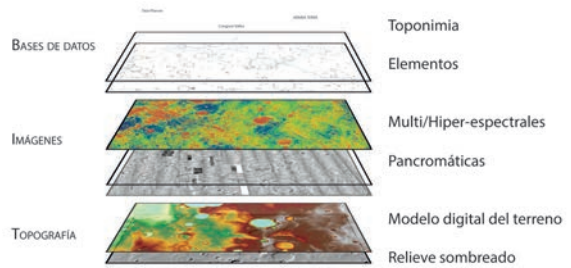 Toponimia
BASES DE DATOS
Elementos
Multi/Hiper-espectrales
IMÁGENES
Pancromáticas
Modelo digital del terreno
TOPOGRAFÍA
Relieve sombreado